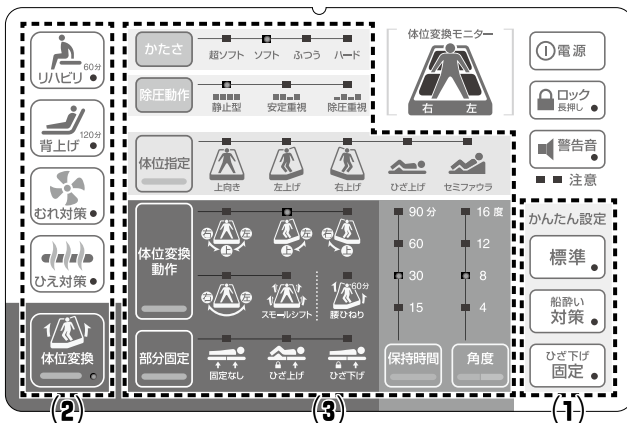 リハビリ
60分
背上げ
120分
むれ対策
ひえ対策
体位変換
(2)
かたさ
超ソフト ソフト ふつう ハード
除圧動作
静止型 安定重視 除圧重視
体位指定
上向き 左上げ 右上げ ひざ上げ セミファウラ
体位変換
動作
右 左 上
右 左 上
右 左 上
右 左
スモールシフト
60分
腰ひねり
部分固定
固定なし ひざ上げ ひざ下げ
90分
60
30
15
保持時間
16度
12
8
4
角度
(3)
体位変換モニター
右 左
電源
ロック
長押し
警告音
注意
かんたん設定
標準
船酔い
対策
ひざ下げ
固定
(1)